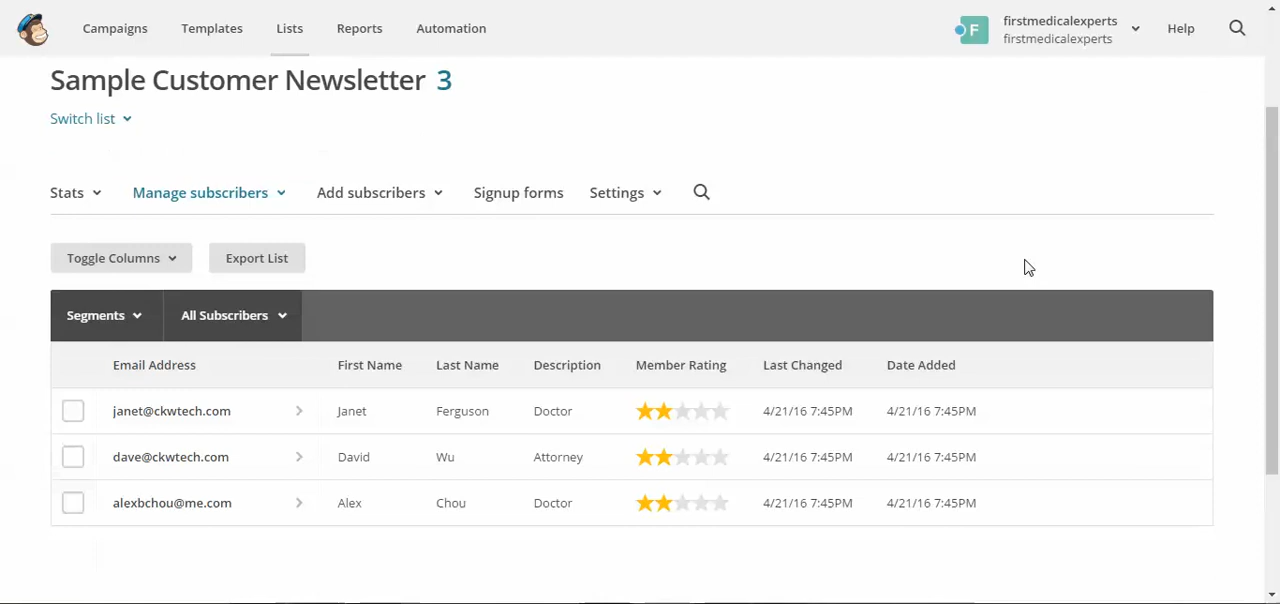 Campaigns Templates Lists Reports Automation F firstmedicalexperts Help
firstmedicalexperts
Sample Customer Newsletter 3
Switch list
Stats Manage subscribers Add subscribers Signup forms Settings
Toggle Columns Export List
Segments All Subscribers
Email Address First Name Last Name Description Member Rating Last Changed Date Added
janet@ckwtech.com Janet Ferguson Doctor 4/21/16 7:45PM 4/21/16 7:45PM
dave@ckwtech.com David Wu Attorney 4/21/16 7:45PM 4/21/16 7:45PM
alexbchou@me.com Alex Chou Doctor 4/21/16 7:45PM 4/21/16 7:45PM